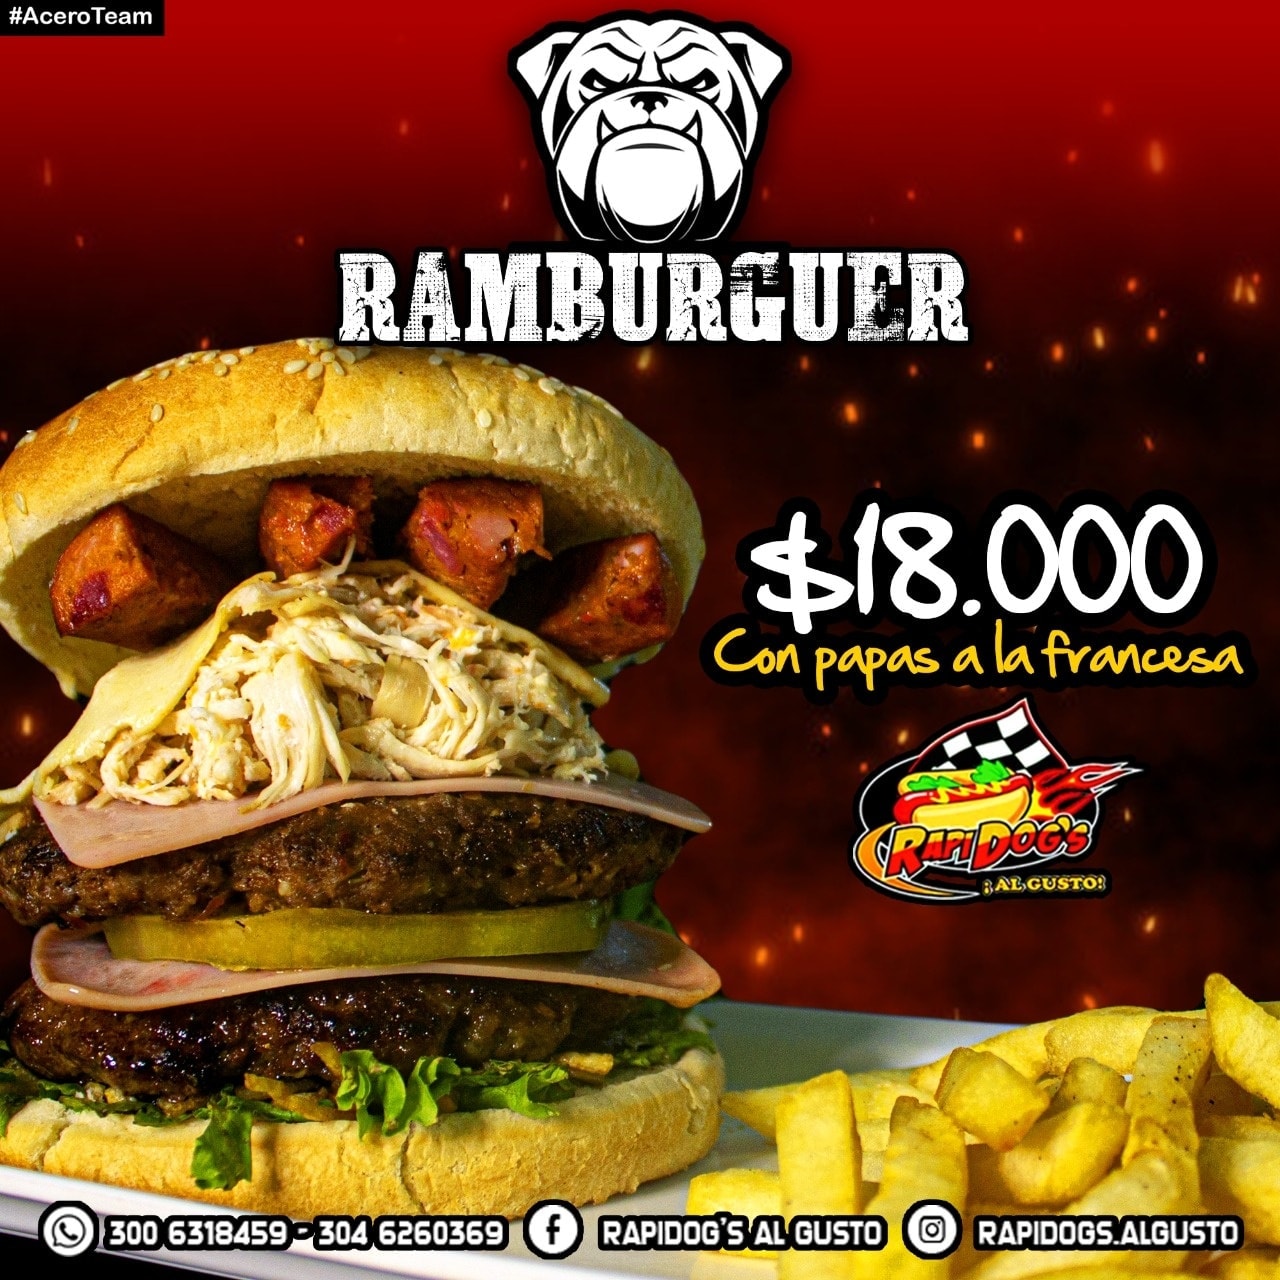 #AceroTeam
RAMBURGUER
$18.000
Con papas a la francesa
RAPIDOG'S
¡AL GUSTO!
300 6318459 - 304 6260369 RAPIDOG'S AL GUSTO RAPIDOGS.ALGUSTO